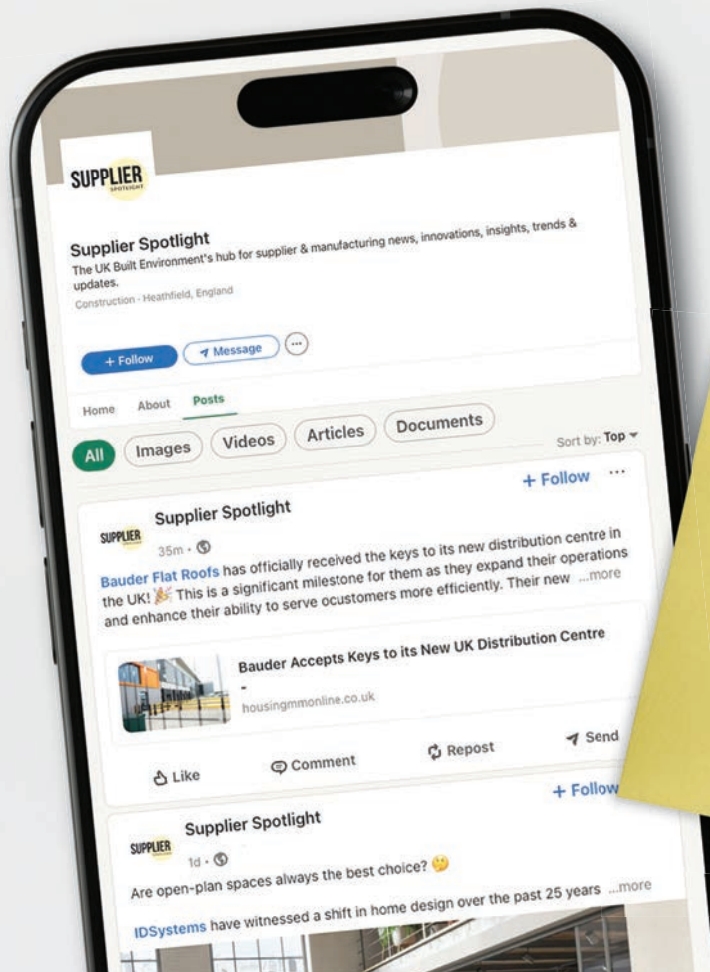 SUPPLIER
SPOTLIGHT
Supplier Spotlight
The UK Built Environment's hub for supplier & manufacturing news, innovations, insights, trends &
updates.
Construction - Heathfield, England
+ Follow
Message
Home About Posts
All Images Videos Articles Documents
Sort by: Top
SUPPLIER
Supplier Spotlight
+ Follow
35m •
Bauder Flat Roofs has officially received the keys to its new distribution centre in
the UK! 🎉 This is a significant milestone for them as they expand their operations
and enhance their ability to serve ocustomers more efficiently. Their new ...more
Bauder Accepts Keys to its New UK Distribution Centre
-
housingmmonline.co.uk
Like Comment Repost Send
SUPPLIER
Supplier Spotlight
+ Follow
1d •
Are open-plan spaces always the best choice? 🤔
IDSystems have witnessed a shift in home design over the past 25 years ...more